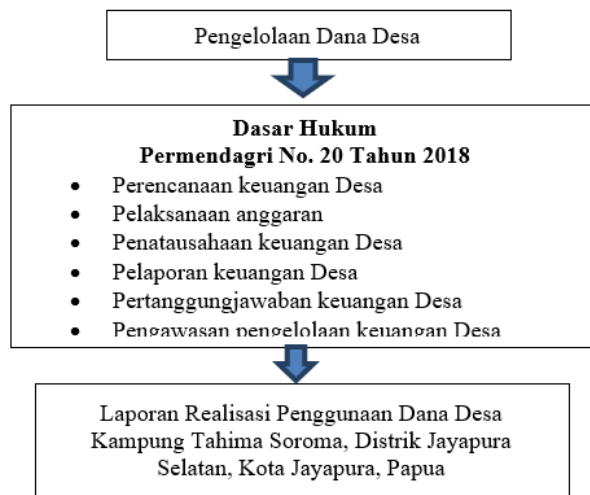 Pengelolaan Dana Desa
Dasar Hukum
Permendagri No. 20 Tahun 2018
• Perencanaan keuangan Desa
• Pelaksanaan anggaran
• Penatausahaan keuangan Desa
• Pelaporan keuangan Desa
• Pertanggungjawaban keuangan Desa
• Pengawasan pengelolaan keuangan Desa
Laporan Realisasi Penggunaan Dana Desa
Kampung Tahima Soroma, Distrik Jayapura
Selatan, Kota Jayapura, Papua